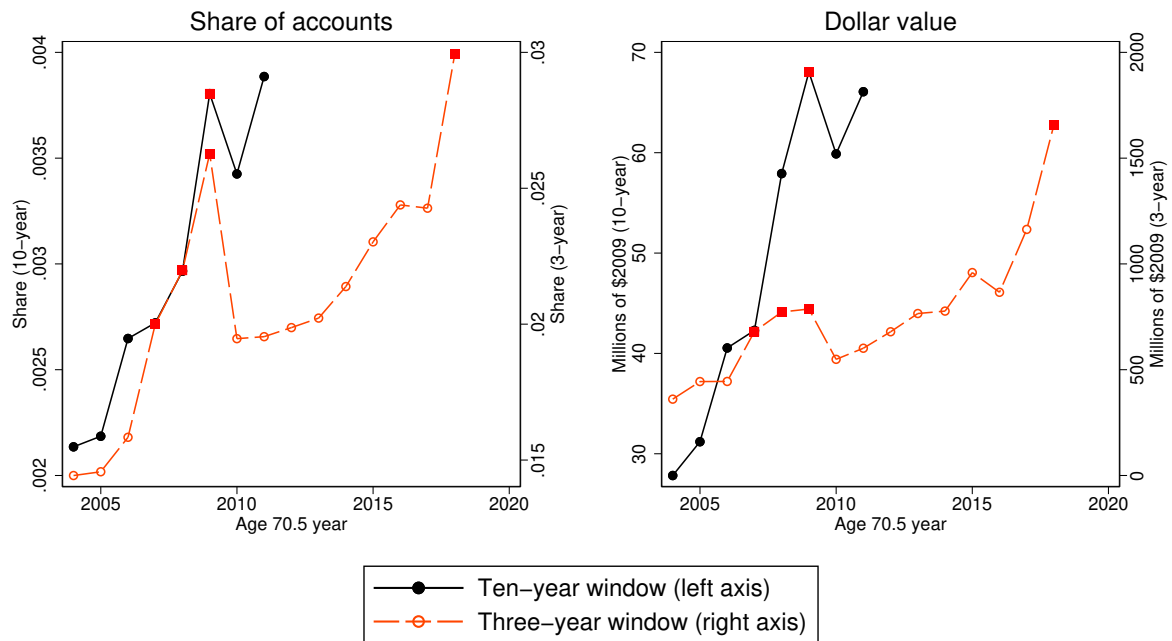 Share of accounts
.004
.0035
.003
.0025
.002
Share (10−year)
.03
.025
.02
.015
Share (3−year)
2005
2010
2015
2020
Age 70.5 year
Dollar value
70
60
50
40
30
Millions of $2009 (10−year)
2000
1500
1000
500
0
Millions of $2009 (3−year)
2005
2010
2015
2020
Age 70.5 year
Ten−year window (left axis)
Three−year window (right axis)